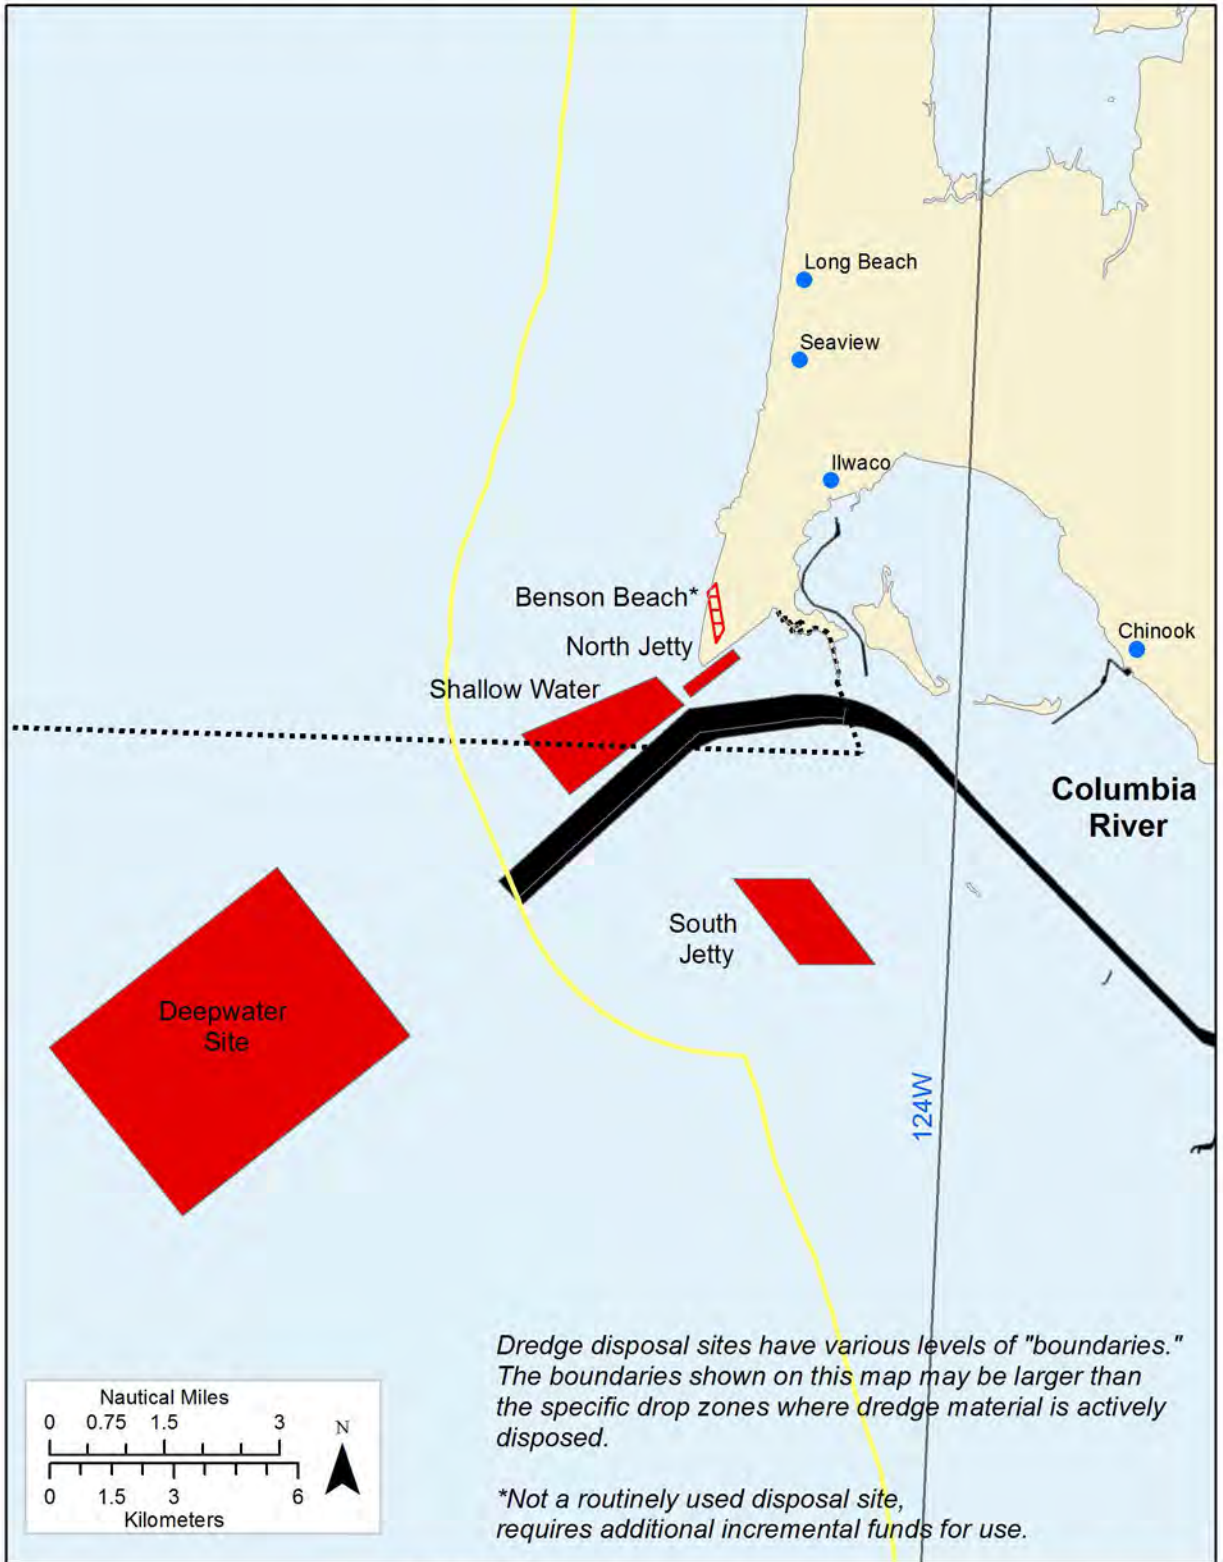 Long Beach
Seaview
Ilwaco
Benson Beach*
North Jetty
Chinook
Shallow Water
Columbia
River
South
Jetty
Deepwater
Site
124W
Dredge disposal sites have various levels of "boundaries."
The boundaries shown on this map may be larger than
the specific drop zones where dredge material is actively
disposed.
*Not a routinely used disposal site,
requires additional incremental funds for use.
Nautical Miles
0 0.75 1.5 3
N
0 1.5 3 6
Kilometers